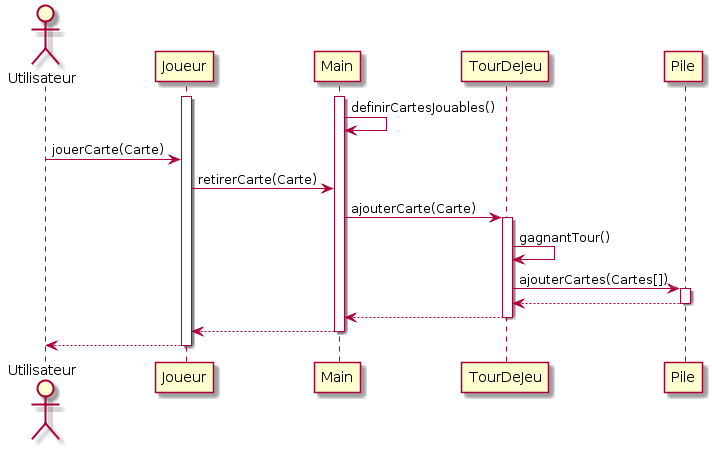 Utilisateur
Joueur
Main
TourDeJeu
Pile
definirCartesJouables()
jouerCarte(Carte)
retirerCarte(Carte)
ajouterCarte(Carte)
gagnantTour()
ajouterCartes(Cartes[])
Utilisateur
Joueur
Main
TourDeJeu
Pile